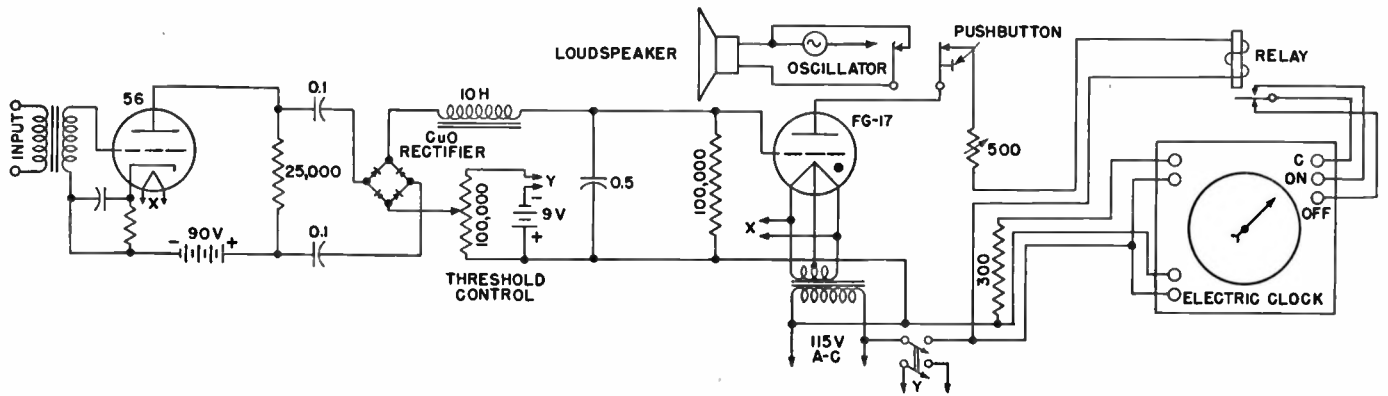 INPUT
56
X
25,000
- 90V +
0.1
0.1
CuO
RECTIFIER
10H
100,000
THRESHOLD
CONTROL
Y
-
9V
+
0.5
100,000
LOUDSPEAKER
OSCILLATOR
PUSHBUTTON
FG-17
X
115V
A-C
Y
500
300
RELAY
C
ON
OFF
ELECTRIC CLOCK